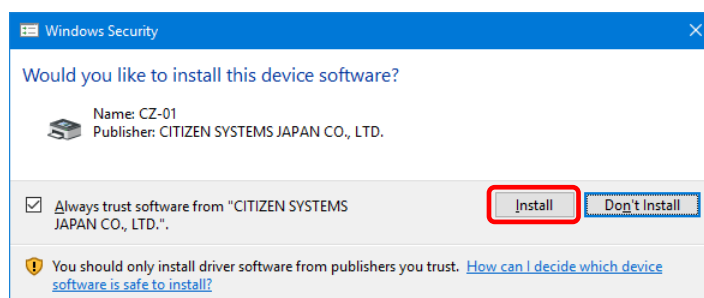 Windows Security
Would you like to install this device software?
Name: CZ-01
Publisher: CITIZEN SYSTEMS JAPAN CO., LTD.
Always trust software from "CITIZEN SYSTEMS
JAPAN CO., LTD.".
Install
Don't Install
You should only install driver software from publishers you trust. How can I decide which device
software is safe to install?